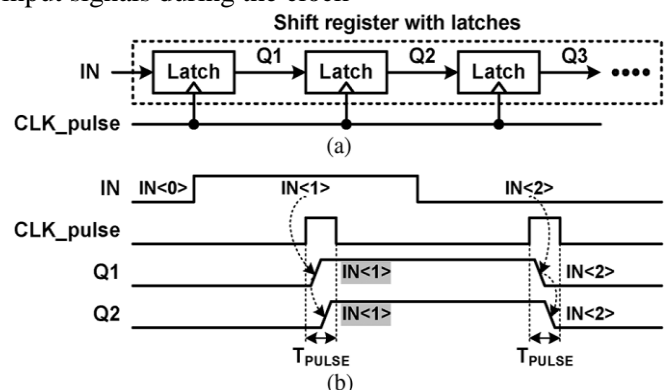 input signals during the clock
Shift register with latches
IN Latch Q1 Latch Q2 Latch Q3
CLK_pulse
(a)
IN IN<0> IN<1> IN<2>
CLK_pulse
Q1 IN<1> IN<2>
Q2 IN<1> IN<2>
TPULSE TPULSE
(b)